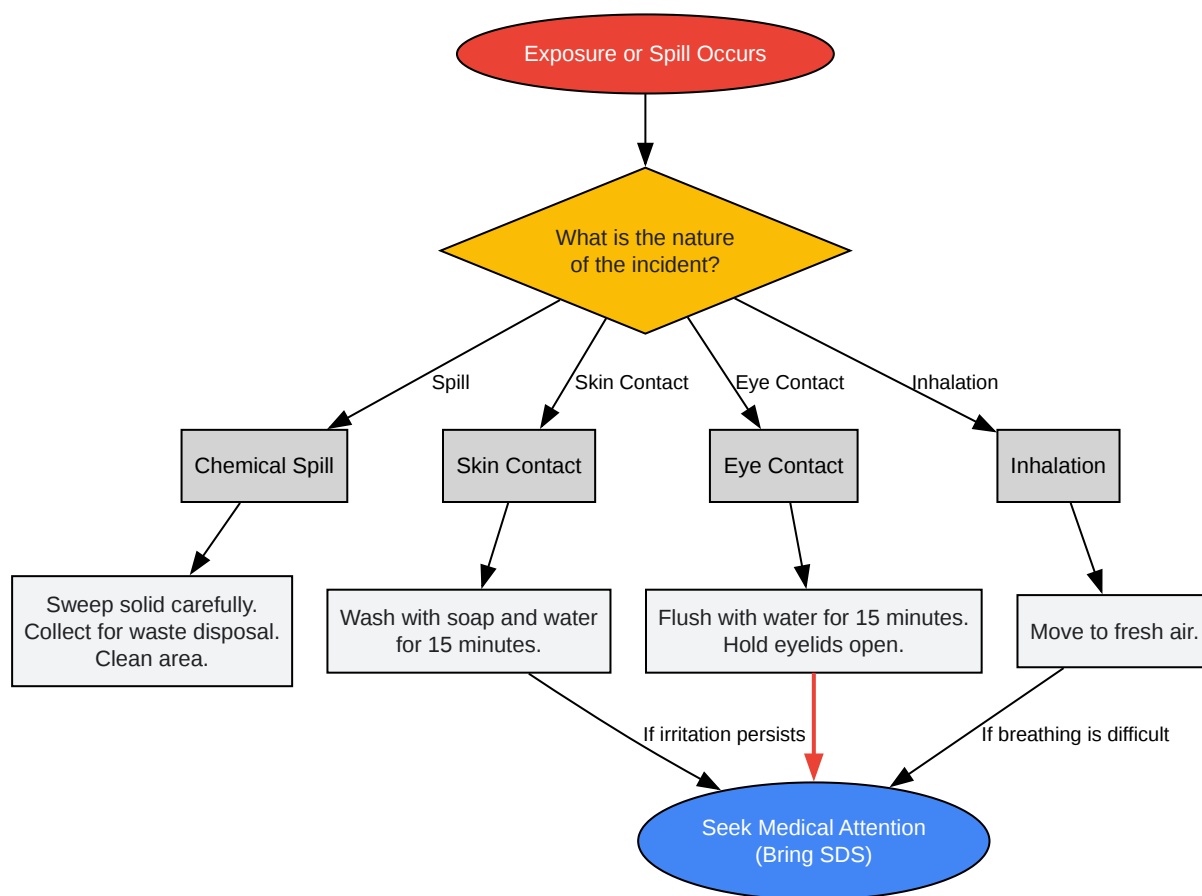 Exposure or Spill Occurs
What is the nature
of the incident?
Spill
Skin Contact
Eye Contact
Inhalation
Chemical Spill
Skin Contact
Eye Contact
Inhalation
Sweep solid carefully.
Collect for waste disposal.
Clean area.
Wash with soap and water
for 15 minutes.
Flush with water for 15 minutes.
Hold eyelids open.
Move to fresh air.
If irritation persists
If breathing is difficult
Seek Medical Attention
(Bring SDS)